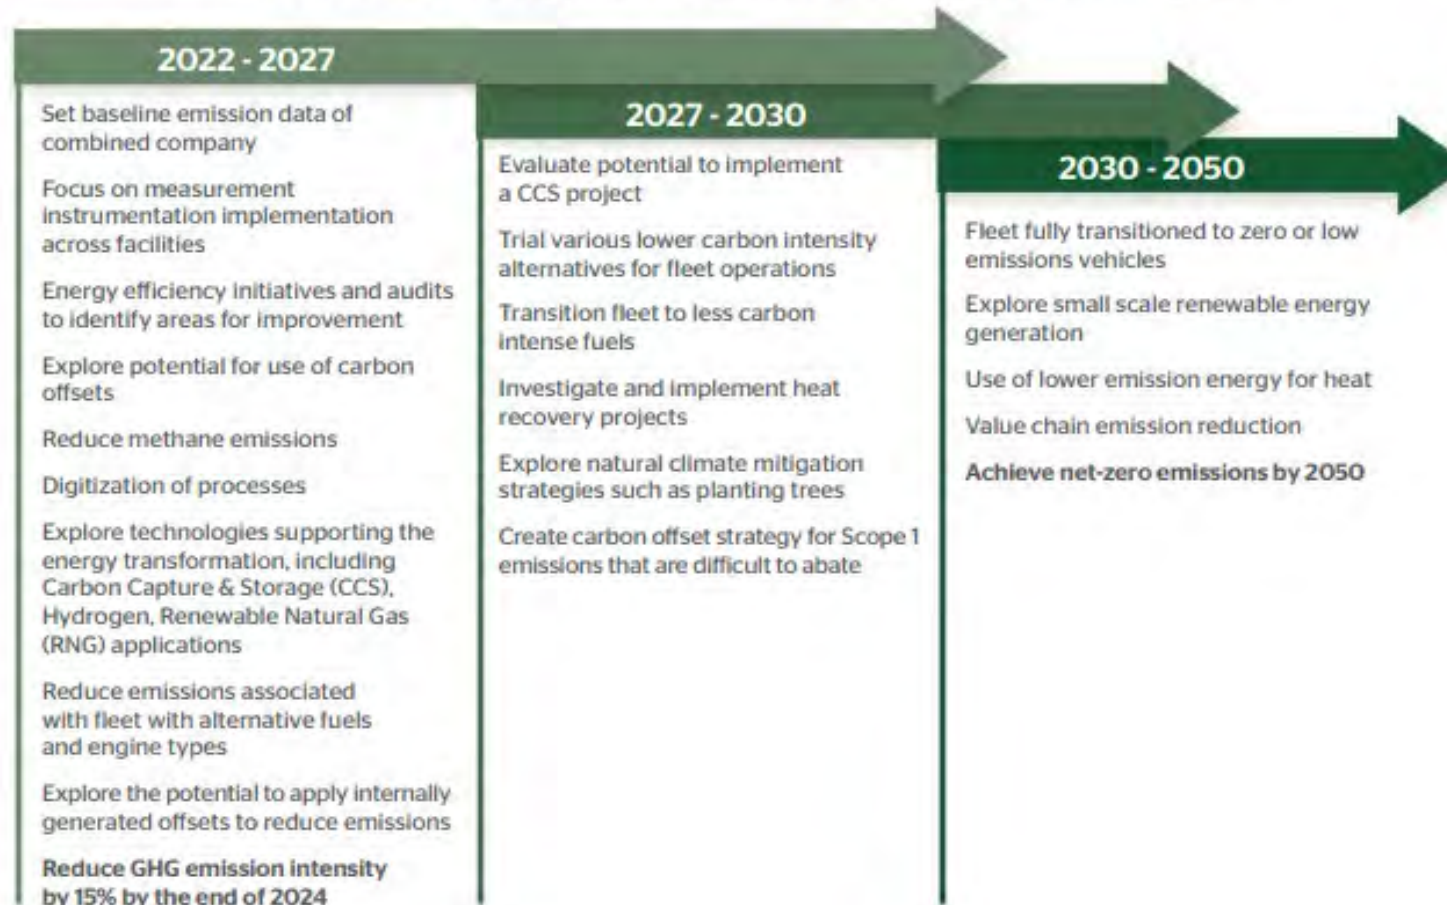 2022 - 2027
Set baseline emission data of
combined company
Focus on measurement
instrumentation implementation
across facilities
Energy efficiency initiatives and audits
to identify areas for improvement
Explore potential for use of carbon
offsets
Reduce methane emissions
Digitization of processes
Explore technologies supporting the
energy transformation, including
Carbon Capture & Storage (CCS),
Hydrogen, Renewable Natural Gas
(RNG) applications
Reduce emissions associated
with fleet with alternative fuels
and engine types
Explore the potential to apply internally
generated offsets to reduce emissions
Reduce GHG emission intensity
by 15% by the end of 2024
2027 - 2030
Evaluate potential to implement
a CCS project
Trial various lower carbon intensity
alternatives for fleet operations
Transition fleet to less carbon
intense fuels
Investigate and implement heat
recovery projects
Explore natural climate mitigation
strategies such as planting trees
Create carbon offset strategy for Scope 1
emissions that are difficult to abate
2030 - 2050
Fleet fully transitioned to zero or low
emissions vehicles
Explore small scale renewable energy
generation
Use of lower emission energy for heat
Value chain emission reduction
Achieve net-zero emissions by 2050